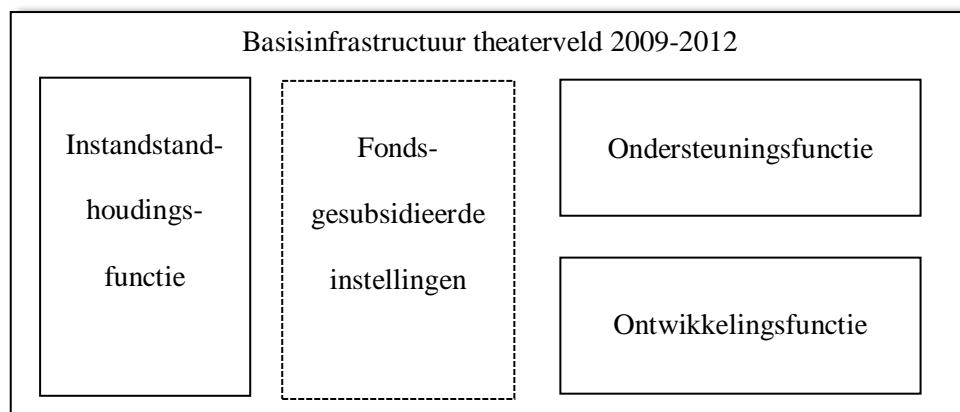 Basisinfrastructuur theaterveld 2009-2012
Instandstand-
houdings-
functie
Fonds-
gesubsidieerde
instellingen
Ondersteuningsfunctie
Ontwikkelingsfunctie